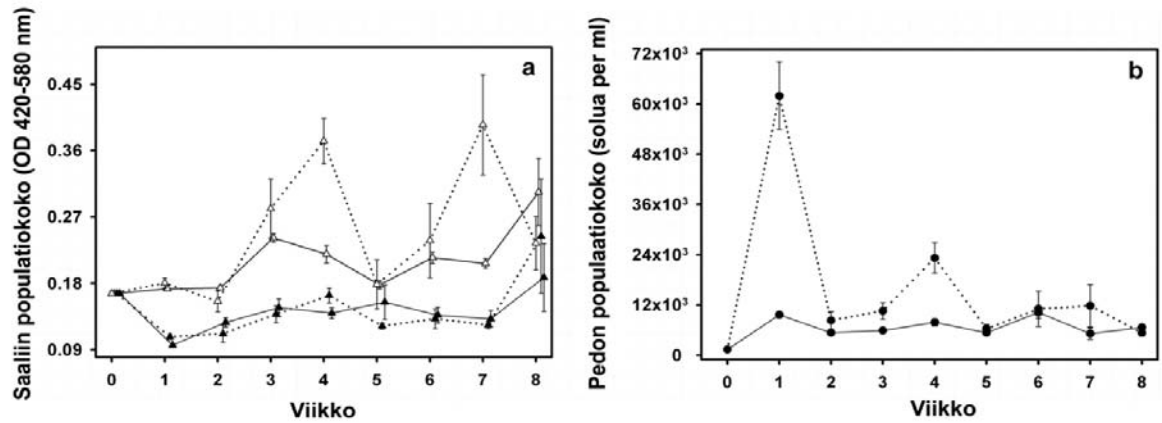 Saaliin populatiokoko (OD 420-580 nm)
a
0.45
0.36
0.27
0.18
0.09
0 1 2 3 4 5 6 7 8
Viikko
Pedon populaatiokoko (solua per ml)
b
72x10³
60x10³
48x10³
36x10³
24x10³
12x10³
0
0 1 2 3 4 5 6 7 8
Viikko